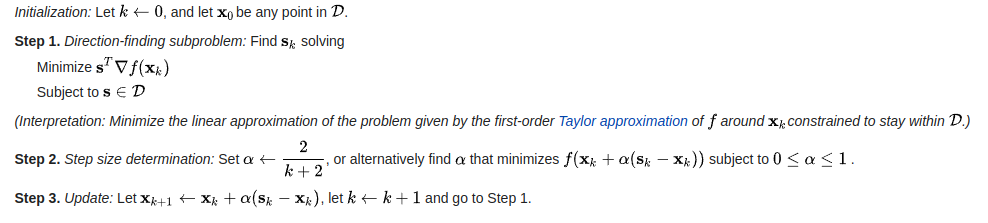 Initialization: Let k ← 0, and let x₀ be any point in 𝒟.
Step 1. Direction-finding subproblem: Find sₖ solving
Minimize sᵀ∇f(xₖ)
Subject to s ∈ 𝒟
(Interpretation: Minimize the linear approximation of the problem given by the first-order Taylor approximation of f around xₖ constrained to stay within 𝒟.)
Step 2. Step size determination: Set α ← 2/(k + 2), or alternatively find α that minimizes f(xₖ + α(sₖ − xₖ)) subject to 0 ≤ α ≤ 1 .
Step 3. Update: Let xₖ₊₁ ← xₖ + α(sₖ − xₖ), let k ← k + 1 and go to Step 1.